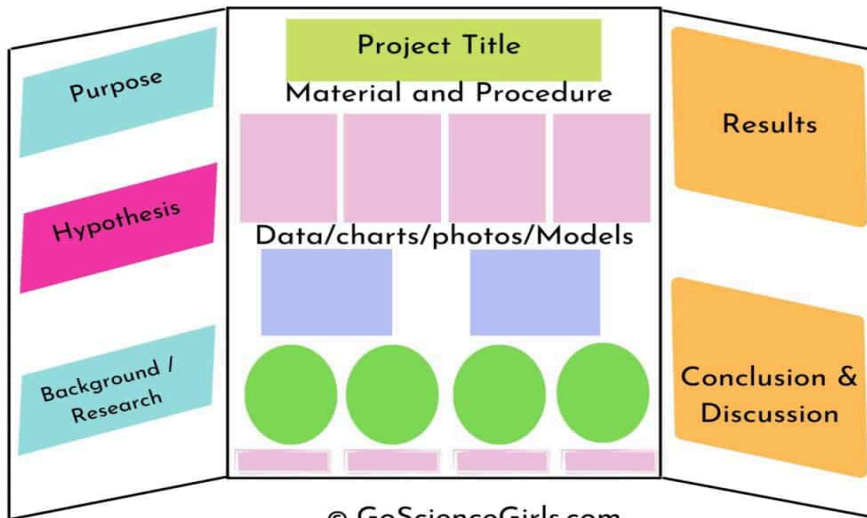 Purpose
Hypothesis
Background /
Research
Project Title
Material and Procedure
Data/charts/photos/Models
Results
Conclusion &
Discussion
© GoScienceGirls.com